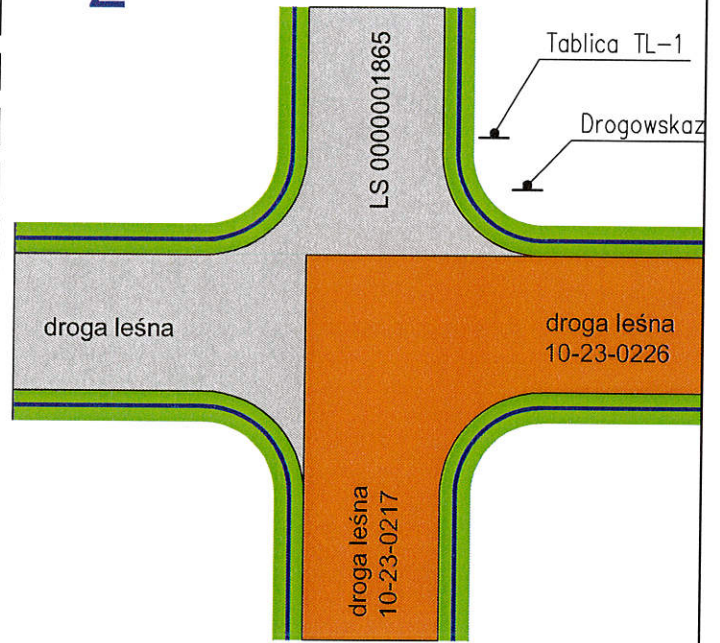 Tablica TL-1
LS 0000001865
Drogowskaz
droga leśna
droga leśna
10-23-0226
droga leśna
10-23-0217